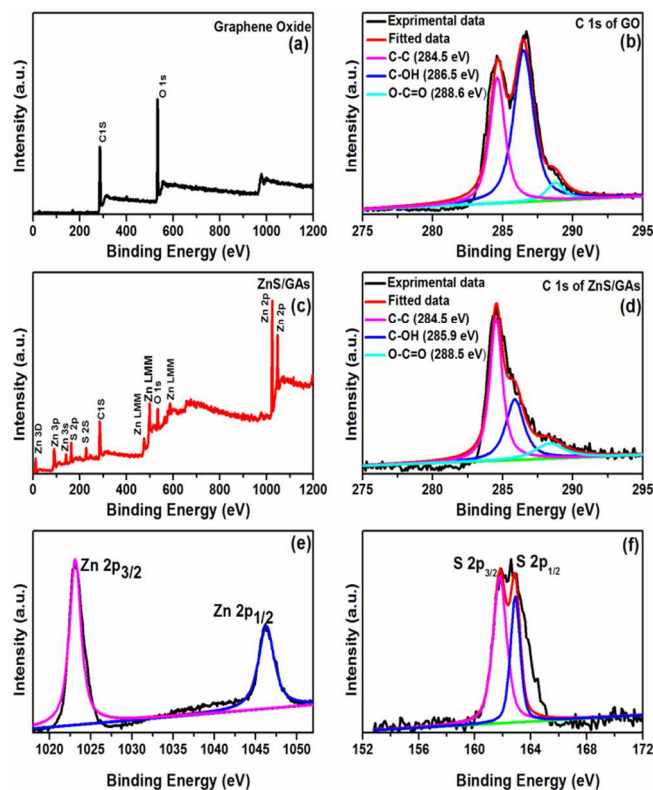 Graphene Oxide
(a)
C1S
O 1s
Intensity (a.u.)
0 200 400 600 800 1000 1200
Binding Energy (eV)
C 1s of GO
(b)
Exprimental data
Fitted data
C-C (284.5 eV)
C-OH (286.5 eV)
O-C=O (288.6 eV)
Intensity (a.u.)
275 280 285 290 295
Binding Energy (eV)
ZnS/GAs
(c)
Zn 3D
Zn 3p
Zn 3s
S 2p
S 2S
C1S
Zn LMM
Zn LMM
O 1s
Zn LMM
Zn 2p
Zn 2p
Intensity (a.u.)
0 200 400 600 800 1000 1200
Binding Energy (eV)
C 1s of ZnS/GAs
(d)
Exprimental data
Fitted data
C-C (284.5 eV)
C-OH (285.9 eV)
O-C=O (288.5 eV)
Intensity (a.u.)
275 280 285 290 295
Binding Energy (eV)
(e)
Zn 2p3/2
Zn 2p1/2
Intensity (a.u.)
1020 1025 1030 1035 1040 1045 1050
Binding Energy (eV)
(f)
S 2p3/2
S 2p1/2
Intensity (a.u.)
152 156 160 164 168 172
Binding Energy (eV)